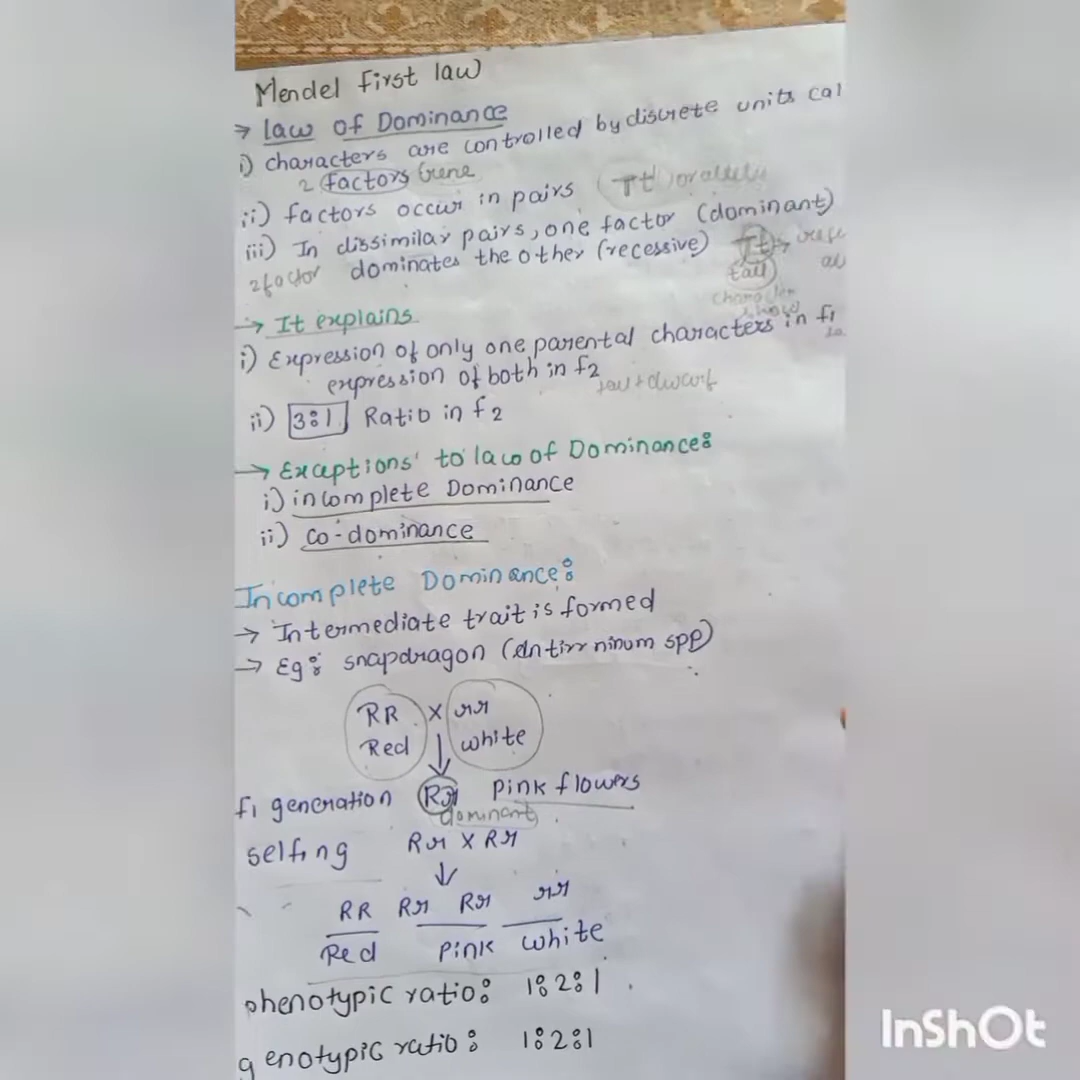 Mendel First law
→ law of Dominance
i) characters are controlled by discrete units cal
2 factors Gene
ii) factors occur in pairs Tt or
iii) In dissimilar pairs, one factor (dominant)
2 factor dominates the other (recessive) Tt
tall
character
show
→ It explains
i) Expression of only one parental characters in f1
expression of both in f2
tall + dwarf
ii) 3:1 Ratio in f2
→ Exceptions to law of Dominance:
i) incomplete Dominance
ii) co-dominance
Incomplete Dominance:
→ Intermediate trait is formed
→ Eg: snapdragon (Antirrninum spp)
RR × rr
Red white
f1 generation Rr pink flowers
dominant
selfing Rr × Rr
RR Rr Rr rr
Red pink white
phenotypic ratio: 1:2:1
genotypic ratio: 1:2:1
InShOt